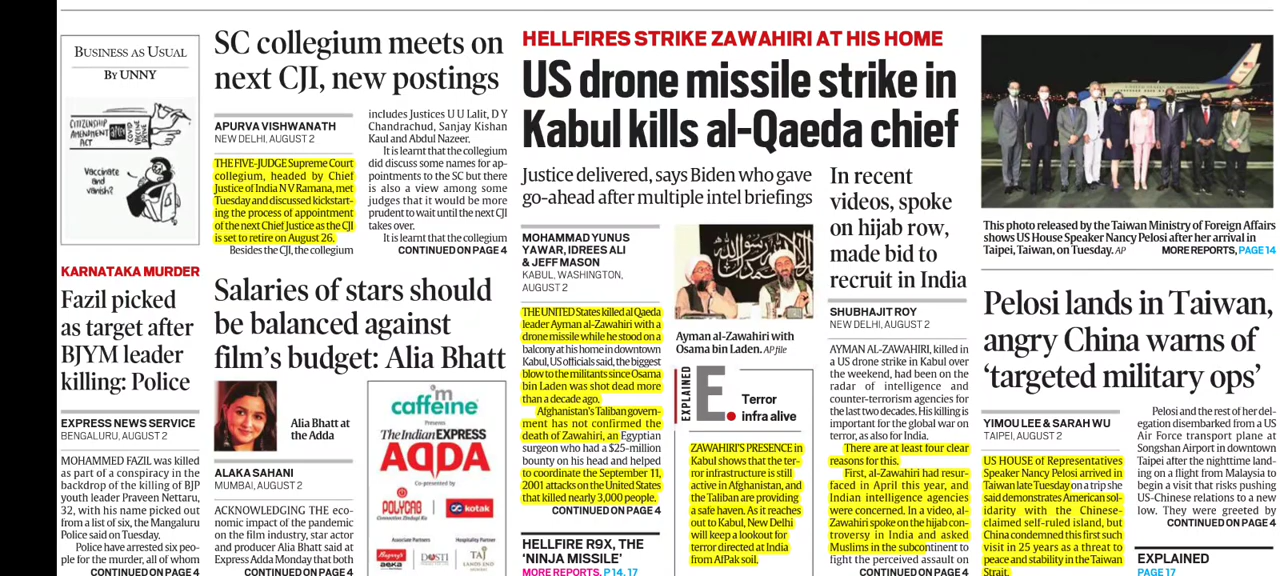 BUSINESS AS USUAL
BY UNNY
CITIZENSHIP
AMENDMENT
ACT
COVID
VACCINE
DRIVE
Vaccinate
and
vanish?
KARNATAKA MURDER
Fazil picked
as target after
BJYM leader
killing: Police
EXPRESS NEWS SERVICE
BENGALURU, AUGUST 2
MOHAMMED FAZIL was killed
as part of a conspiracy in the
backdrop of the killing of BJP
youth leader Praveen Nettaru,
32, with his name picked out
from a list of six, the Mangaluru
Police said on Tuesday.
Police have arrested six peo-
ple for the murder, all of whom
CONTINUED ON PAGE 4
SC collegium meets on
next CJI, new postings
APURVA VISHWANATH
NEW DELHI, AUGUST 2
THE FIVE-JUDGE Supreme Court
collegium, headed by Chief
Justice of India N V Ramana, met
Tuesday and discussed kickstart-
ing the process of appointment
of the next Chief Justice as the CJI
is set to retire on August 26.
Besides the CJI, the collegium
includes Justices U U Lalit, D Y
Chandrachud, Sanjay Kishan
Kaul and Abdul Nazeer.
It is learnt that the collegium
did discuss some names for ap-
pointments to the SC but there
is also a view among some
judges that it would be more
prudent to wait until the next CJI
takes over.
It is learnt that the collegium
CONTINUED ON PAGE 4
Salaries of stars should
be balanced against
film's budget: Alia Bhatt
Alia Bhatt at
the Adda
ALAKA SAHANI
MUMBAI, AUGUST 2
ACKNOWLEDGING THE eco-
nomic impact of the pandemic
on the film industry, star actor
and producer Alia Bhatt said at
Express Adda Monday that both
CONTINUED ON PAGE 4
'm
caffeine
Presents
The Indian EXPRESS
ADDA
Co-presented by
POLYCAB
Connection Zindagi Ka
kotak
Associate Partners
Hospitality Partner
DOSTI
TAJ
HELLFIRES STRIKE ZAWAHIRI AT HIS HOME
US drone missile strike in
Kabul kills al-Qaeda chief
Justice delivered, says Biden who gave
go-ahead after multiple intel briefings
MOHAMMAD YUNUS
YAWAR, IDREES ALI
& JEFF MASON
KABUL, WASHINGTON,
AUGUST 2
THE UNITED States killed al Qaeda
leader Ayman al-Zawahiri with a
drone missile while he stood on a
balcony at his home in downtown
Kabul, US officials said, the biggest
blow to the militants since Osama
bin Laden was shot dead more
than a decade ago.
Afghanistan's Taliban govern-
ment has not confirmed the
death of Zawahiri, an Egyptian
surgeon who had a $25-million
bounty on his head and helped
to coordinate the September 11,
2001 attacks on the United States
that killed nearly 3,000 people.
CONTINUED ON PAGE 4
HELLFIRE R9X, THE
'NINJA MISSILE'
MORE REPORTS, P 14, 17
Ayman al-Zawahiri with
Osama bin Laden. AP file
EXPLAINED
E.
Terror
infra alive
ZAWAHIRI'S PRESENCE in
Kabul shows that the ter-
ror infrastructure is still
active in Afghanistan, and
the Taliban are providing
a safe haven. As it reaches
out to Kabul, New Delhi
will keep a lookout for
terror directed at India
from AfPak soil.
In recent
videos, spoke
on hijab row,
made bid to
recruit in India
SHUBHAJIT ROY
NEW DELHI, AUGUST 2
AYMAN AL-ZAWAHIRI, killed in
a US drone strike in Kabul over
the weekend, had been on the
radar of intelligence and
counter-terrorism agencies for
the last two decades. His killing is
important for the global war on
terror, as also for India.
There are at least four clear
reasons for this.
First, al-Zawahiri had resur-
faced in April this year, and
Indian intelligence agencies
were concerned. In a video, al-
Zawahiri spoke on the hijab con-
troversy in India and asked
Muslims in the subcontinent to
fight the perceived assault on
CONTINUED ON PAGE 4
This photo released by the Taiwan Ministry of Foreign Affairs
shows US House Speaker Nancy Pelosi after her arrival in
Taipei, Taiwan, on Tuesday. AP
MORE REPORTS, PAGE 14
Pelosi lands in Taiwan,
angry China warns of
'targeted military ops'
YIMOU LEE & SARAH WU
TAIPEI, AUGUST 2
US HOUSE of Representatives
Speaker Nancy Pelosi arrived in
Taiwan late Tuesday on a trip she
said demonstrates American sol-
idarity with the Chinese-
claimed self-ruled island, but
China condemned this first such
visit in 25 years as a threat to
peace and stability in the Taiwan
Strait.
Pelosi and the rest of her del-
egation disembarked from a US
Air Force transport plane at
Songshan Airport in downtown
Taipei after the nighttime land-
ing on a flight from Malaysia to
begin a visit that risks pushing
US-Chinese relations to a new
low. They were greeted by
CONTINUED ON PAGE 4
EXPLAINED
PAGE 17